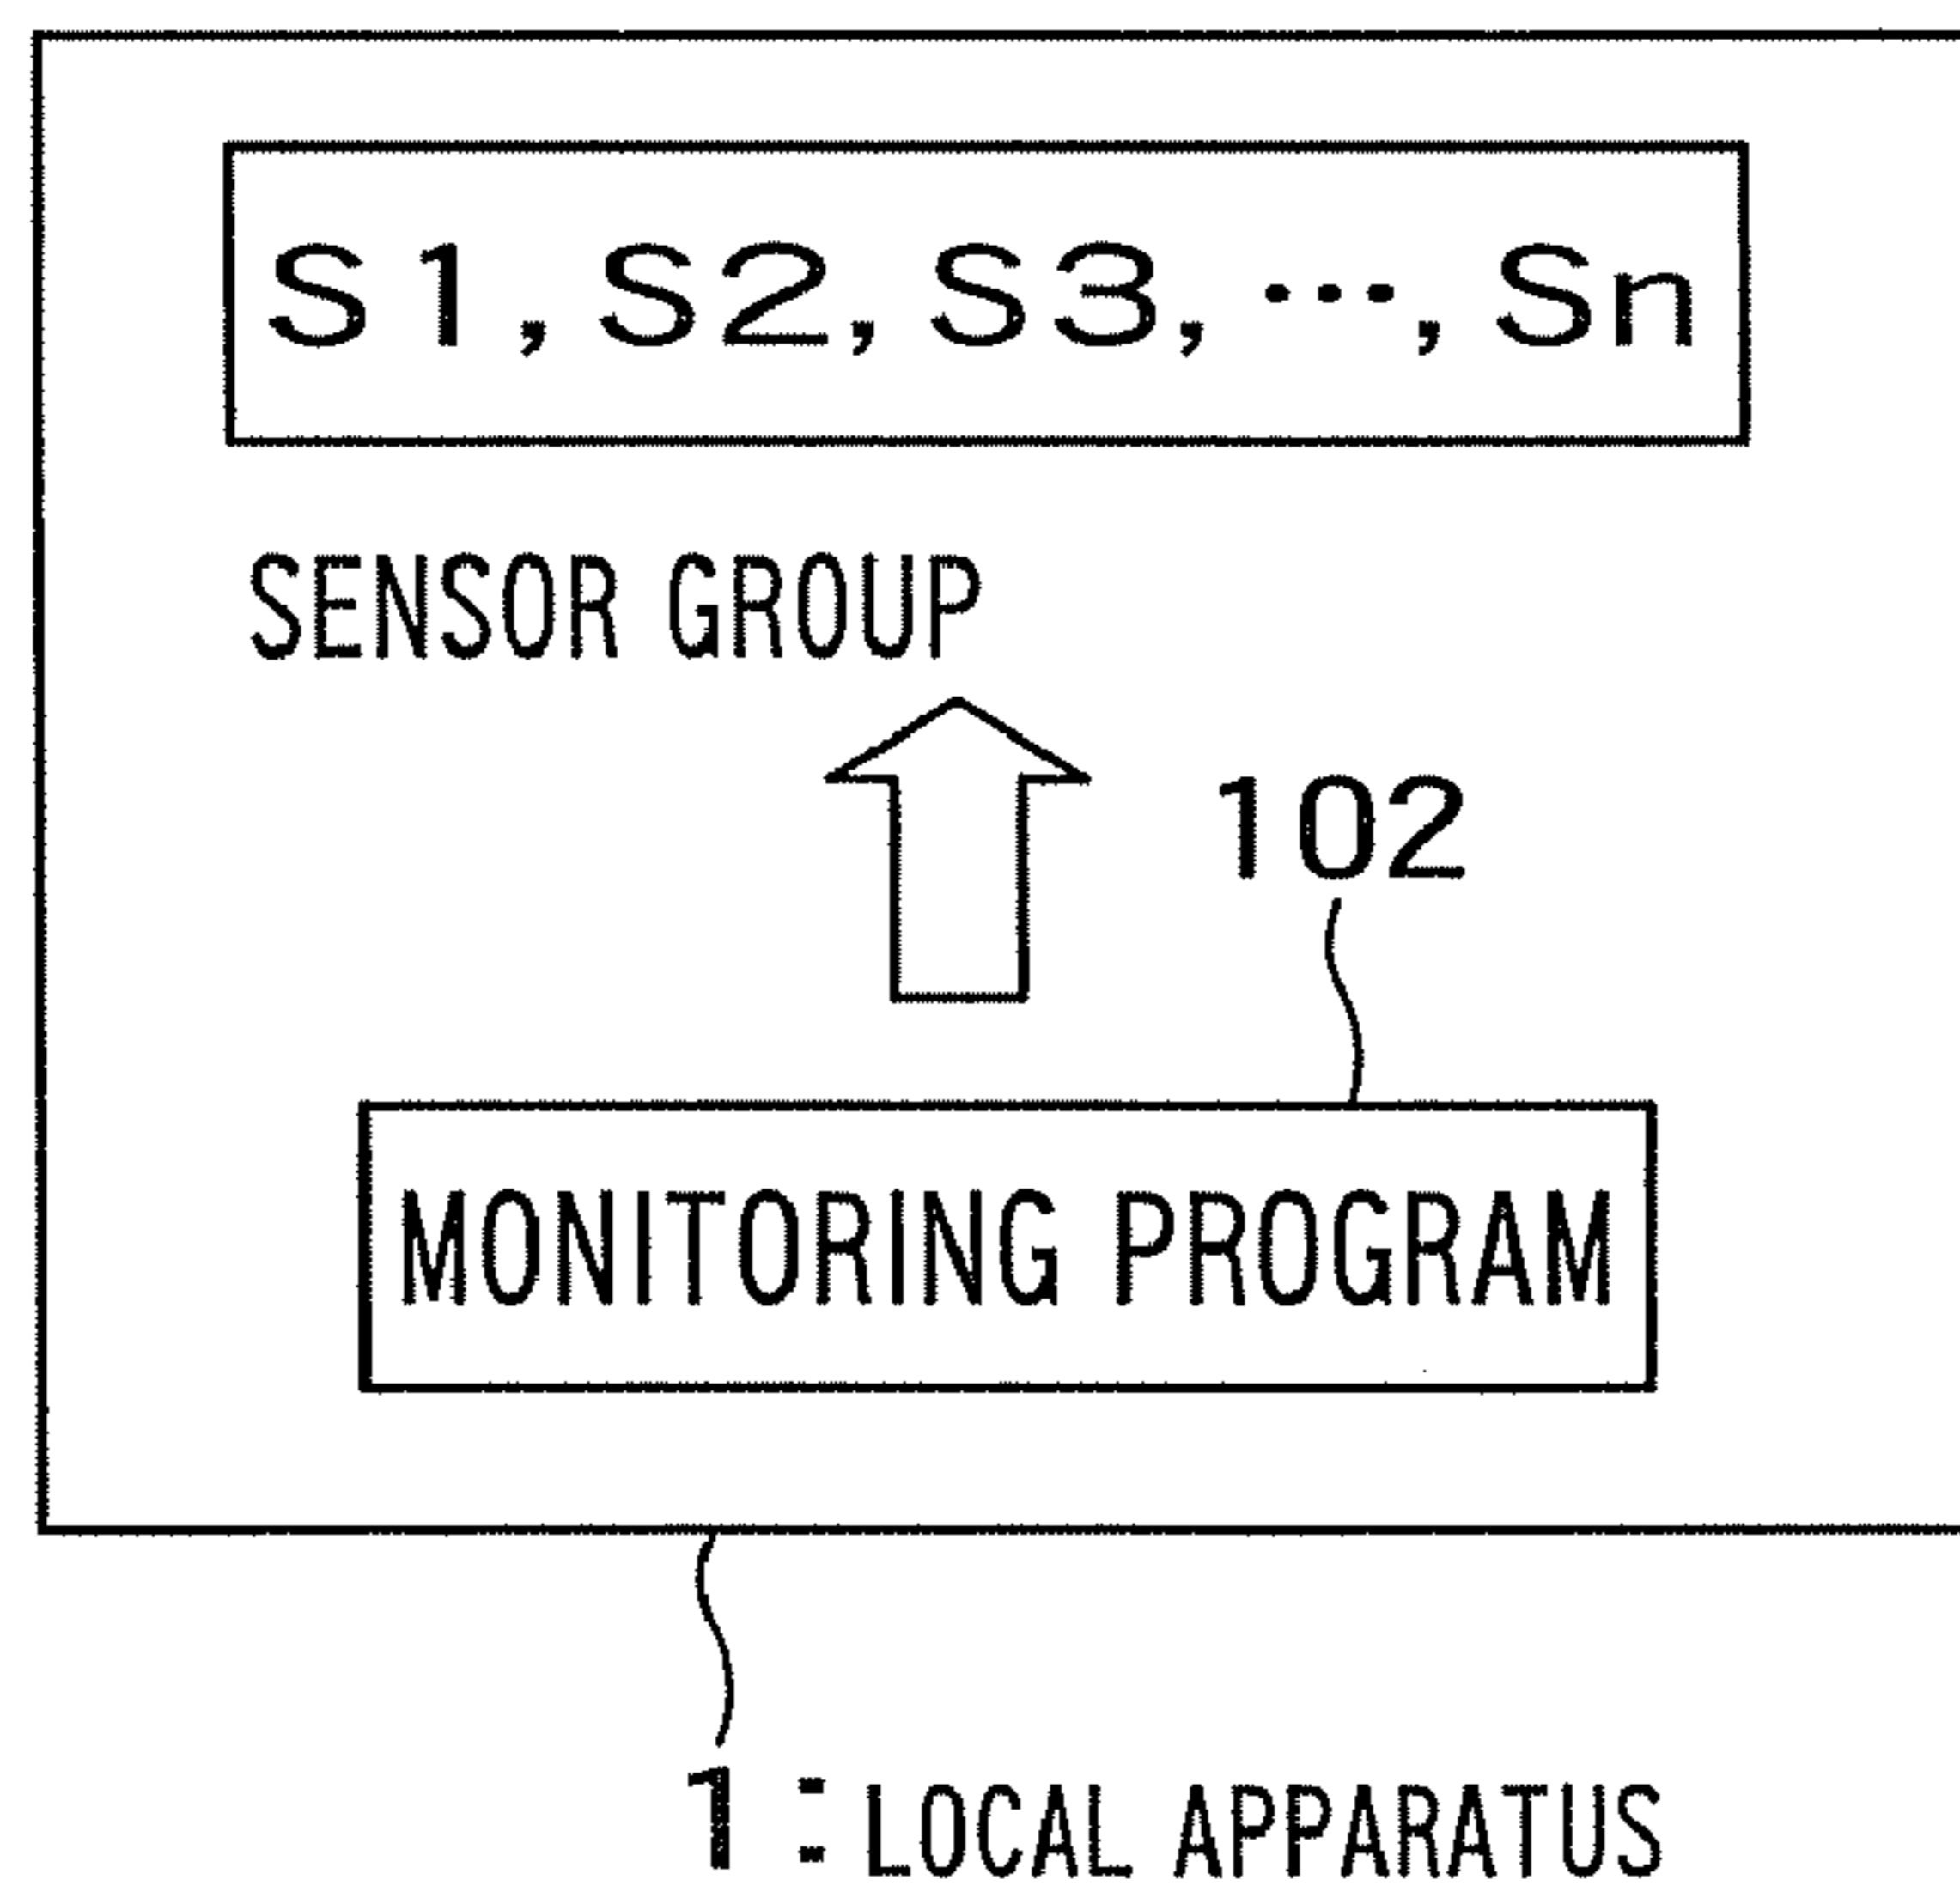 S1,S2,S3,···,Sn
SENSOR GROUP
102
MONITORING PROGRAM
1:LOCAL APPARATUS